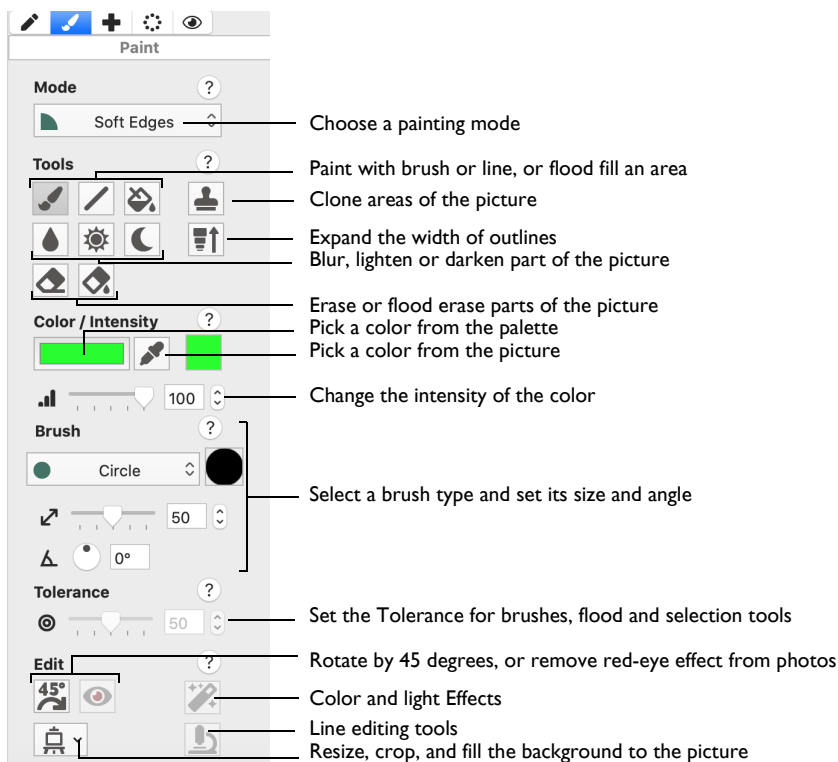 Paint
Mode ?
Soft Edges
Choose a painting mode
Tools ?
Paint with brush or line, or flood fill an area
Clone areas of the picture
Expand the width of outlines
Blur, lighten or darken part of the picture
Erase or flood erase parts of the picture
Color / Intensity ?
Pick a color from the palette
Pick a color from the picture
100
Change the intensity of the color
Brush ?
Circle
Select a brush type and set its size and angle
50
0°
Tolerance ?
50
Set the Tolerance for brushes, flood and selection tools
Edit ?
Rotate by 45 degrees, or remove red-eye effect from photos
45°
Color and light Effects
Line editing tools
Resize, crop, and fill the background to the picture